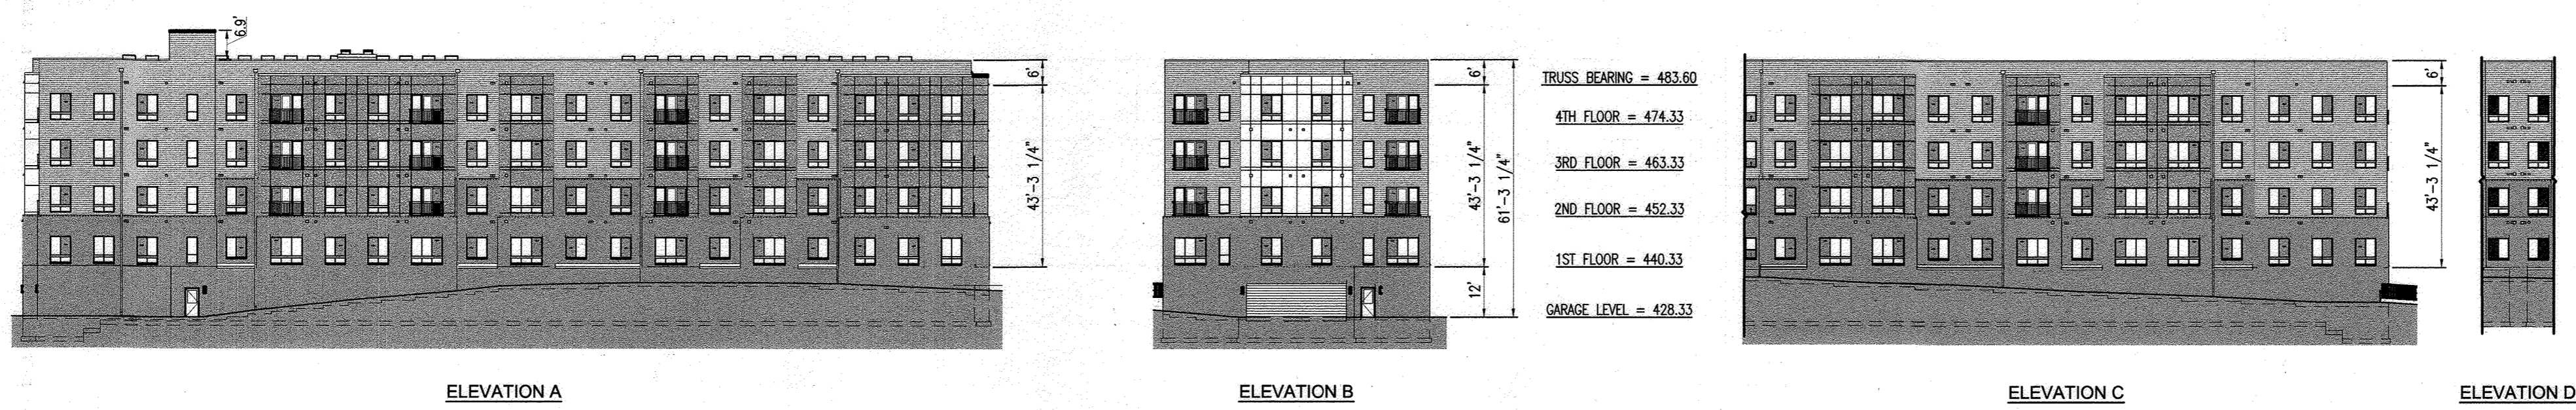 6.9'
6'
43'-3 1/4"
ELEVATION A
6'
43'-3 1/4"
12'
61'-3 1/4"
ELEVATION B
TRUSS BEARING = 483.60
4TH FLOOR = 474.33
3RD FLOOR = 463.33
2ND FLOOR = 452.33
1ST FLOOR = 440.33
GARAGE LEVEL = 428.33
6'
43'-3 1/4"
ELEVATION C
ELEVATION D